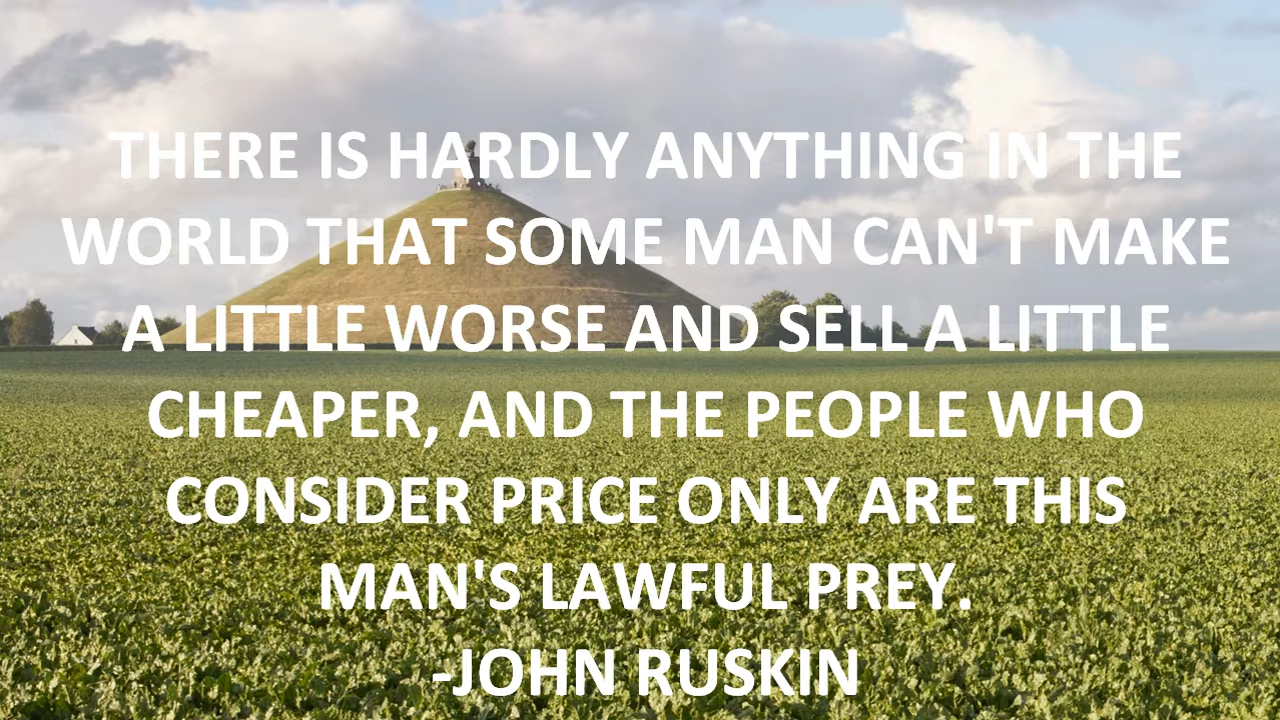 THERE IS HARDLY ANYTHING IN THE
WORLD THAT SOME MAN CAN'T MAKE
A LITTLE WORSE AND SELL A LITTLE
CHEAPER, AND THE PEOPLE WHO
CONSIDER PRICE ONLY ARE THIS
MAN'S LAWFUL PREY.
-JOHN RUSKIN